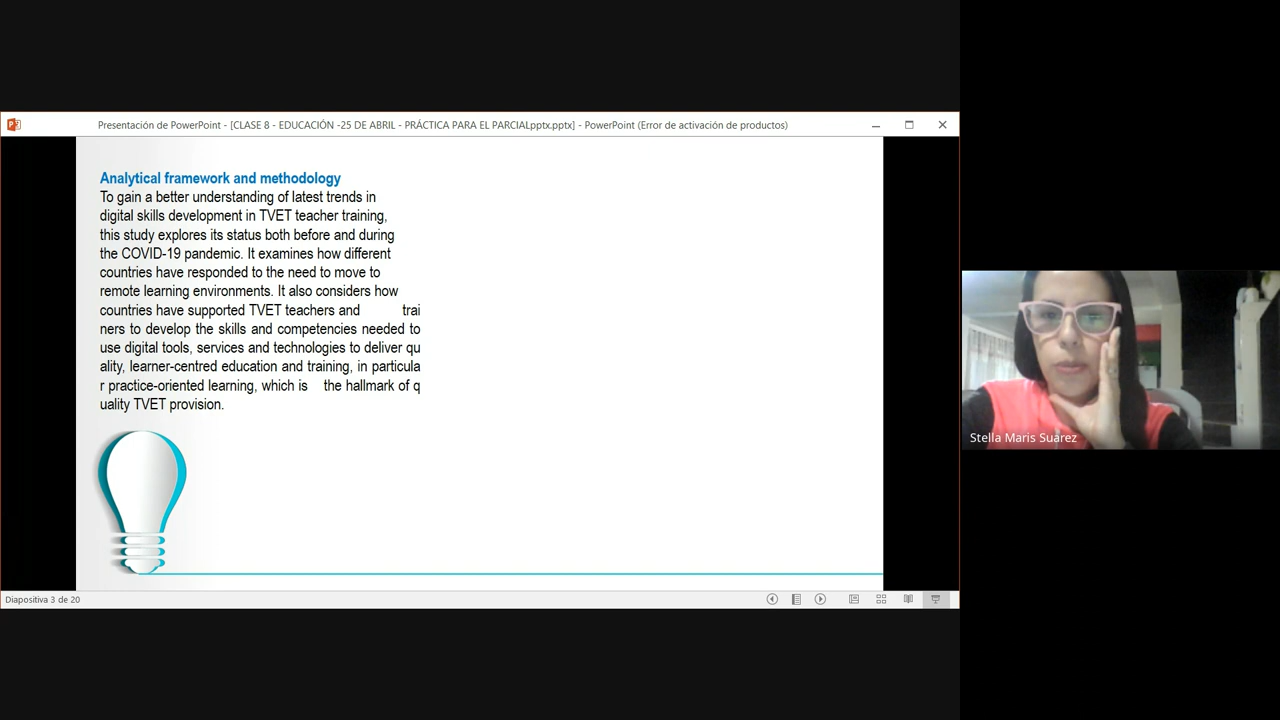 Presentación de PowerPoint - [CLASE 8 - EDUCACIÓN -25 DE ABRIL - PRÁCTICA PARA EL PARCIALpptx.pptx] - PowerPoint (Error de activación de productos)
Analytical framework and methodology
To gain a better understanding of latest trends in
digital skills development in TVET teacher training,
this study explores its status both before and during
the COVID-19 pandemic. It examines how different
countries have responded to the need to move to
remote learning environments. It also considers how
countries have supported TVET teachers and trai
ners to develop the skills and competencies needed to
use digital tools, services and technologies to deliver qu
ality, learner-centred education and training, in particula
r practice-oriented learning, which is the hallmark of q
uality TVET provision.
Stella Maris Suárez
Diapositiva 3 de 20